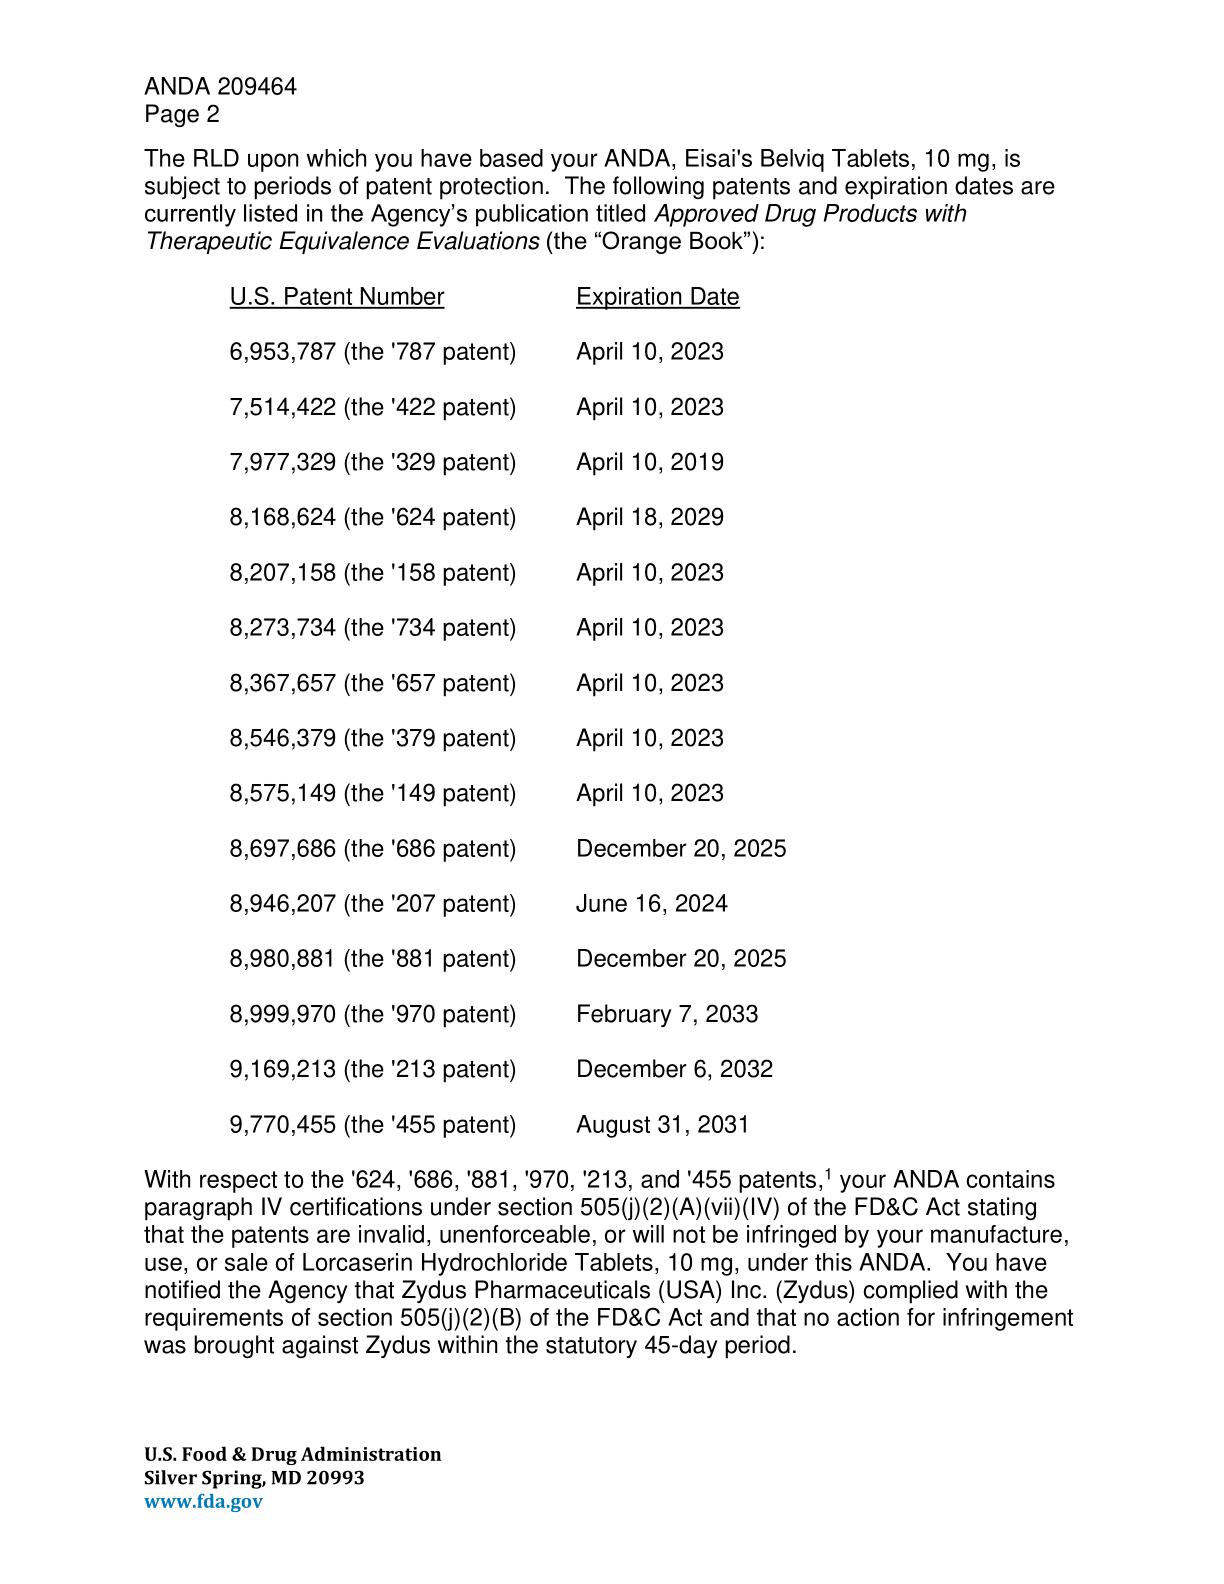 ANDA 209464
Page 2
The RLD upon which you have based your ANDA, Eisai's Belviq Tablets, 10 mg, is
subject to periods of patent protection.  The following patents and expiration dates are
currently listed in the Agency’s publication titled Approved Drug Products with
Therapeutic Equivalence Evaluations (the “Orange Book”):
U.S. Patent Number Expiration Date
6,953,787 (the '787 patent) April 10, 2023
7,514,422 (the '422 patent) April 10, 2023
7,977,329 (the '329 patent) April 10, 2019
8,168,624 (the '624 patent) April 18, 2029
8,207,158 (the '158 patent) April 10, 2023
8,273,734 (the '734 patent) April 10, 2023
8,367,657 (the '657 patent) April 10, 2023
8,546,379 (the '379 patent) April 10, 2023
8,575,149 (the '149 patent) April 10, 2023
8,697,686 (the '686 patent) December 20, 2025
8,946,207 (the '207 patent) June 16, 2024
8,980,881 (the '881 patent) December 20, 2025
8,999,970 (the '970 patent) February 7, 2033
9,169,213 (the '213 patent) December 6, 2032
9,770,455 (the '455 patent) August 31, 2031
With respect to the '624, '686, '881, '970, '213, and '455 patents,¹ your ANDA contains
paragraph IV certifications under section 505(j)(2)(A)(vii)(IV) of the FD&C Act stating
that the patents are invalid, unenforceable, or will not be infringed by your manufacture,
use, or sale of Lorcaserin Hydrochloride Tablets, 10 mg, under this ANDA.  You have
notified the Agency that Zydus Pharmaceuticals (USA) Inc. (Zydus) complied with the
requirements of section 505(j)(2)(B) of the FD&C Act and that no action for infringement
was brought against Zydus within the statutory 45-day period.
U.S. Food & Drug Administration
Silver Spring, MD 20993
www.fda.gov